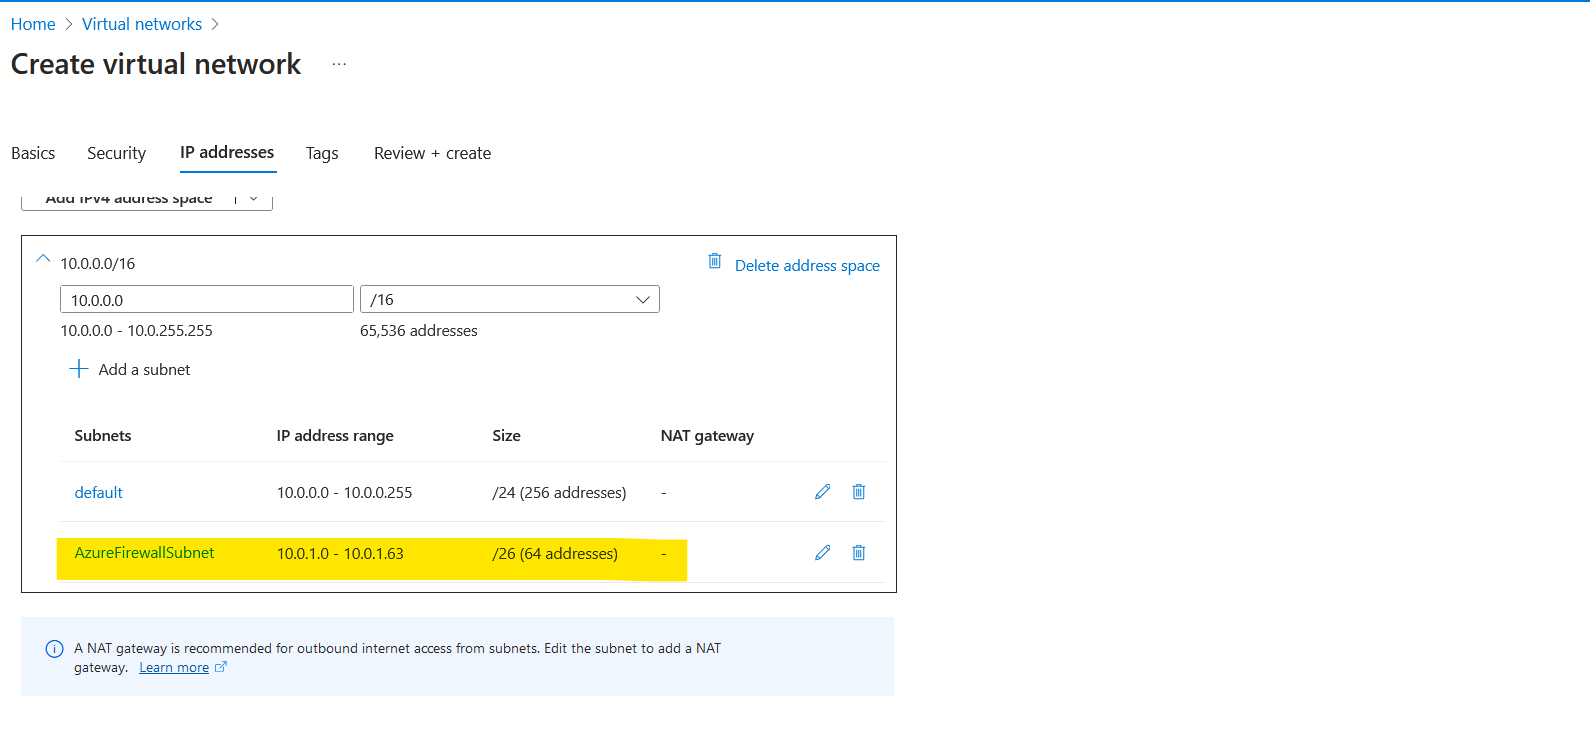 Home > Virtual networks >
Create virtual network ...
Basics Security IP addresses Tags Review + create
Add IPv4 address space
10.0.0.0/16 Delete address space
10.0.0.0 /16
10.0.0.0 - 10.0.255.255 65,536 addresses
+ Add a subnet
Subnets IP address range Size NAT gateway
default 10.0.0.0 - 10.0.0.255 /24 (256 addresses) -
AzureFirewallSubnet 10.0.1.0 - 10.0.1.63 /26 (64 addresses) -
A NAT gateway is recommended for outbound internet access from subnets. Edit the subnet to add a NAT
gateway. Learn more